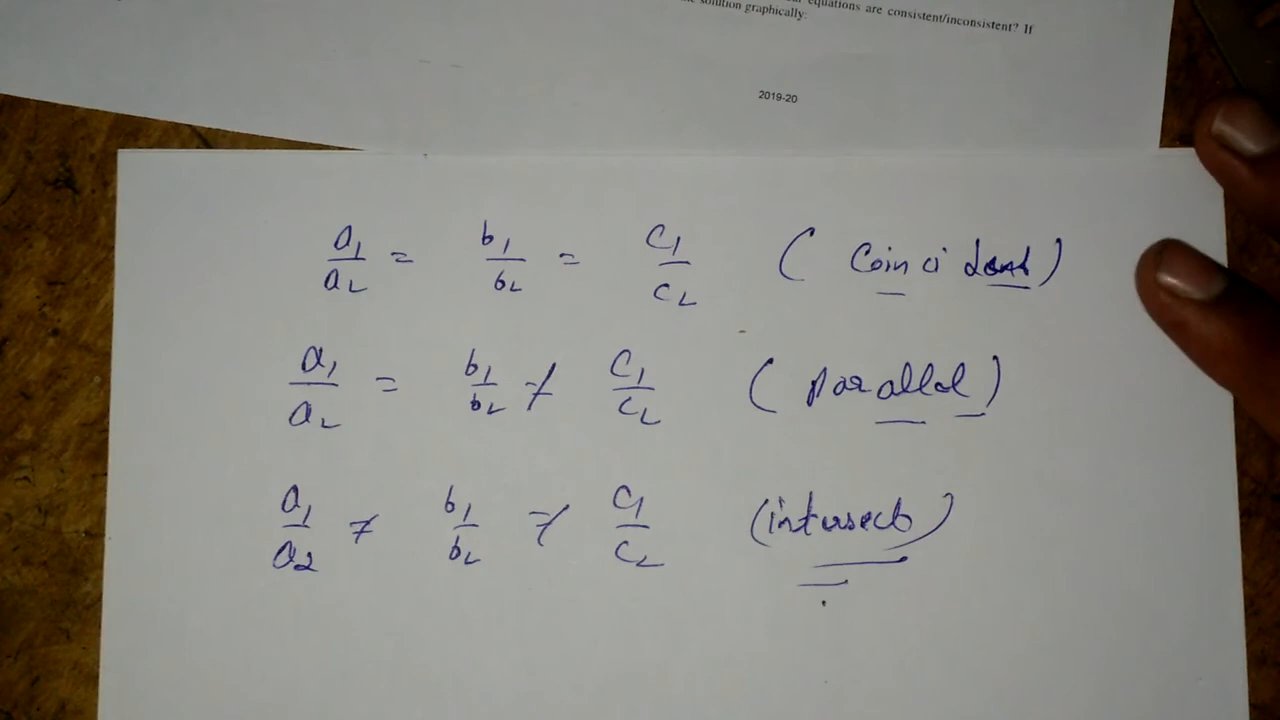 equations are consistent/inconsistent? If
solution graphically:
2019-20
a1/a2 = b1/b2 = c1/c2 (Coincident)
a1/a2 = b1/b2 ≠ c1/c2 (parallel)
a1/a2 ≠ b1/b2 ≠ c1/c2 (intersect)